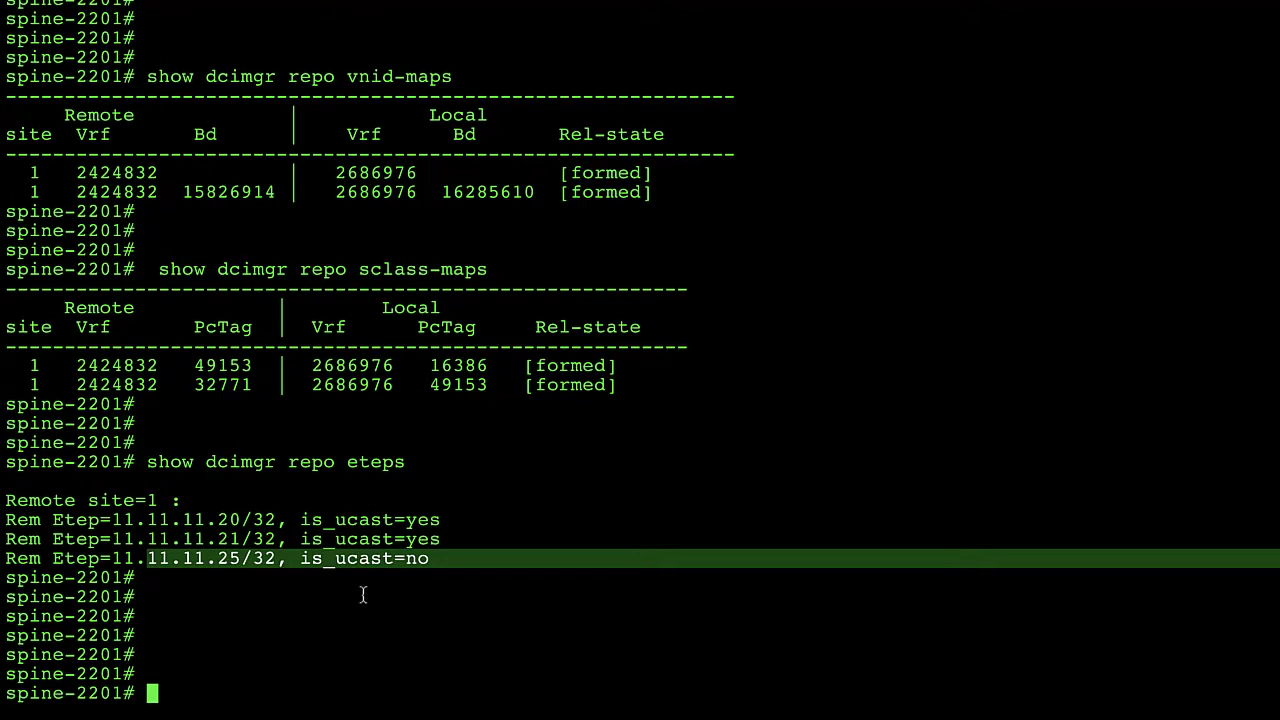 spine-2201#
spine-2201#
spine-2201#
spine-2201#
spine-2201# show dcimgr repo vnid-maps
--------------------------------------------------------------
Remote | Local
site Vrf Bd | Vrf Bd Rel-state
--------------------------------------------------------------
1 2424832 | 2686976 [formed]
1 2424832 15826914 | 2686976 16285610 [formed]
spine-2201#
spine-2201#
spine-2201#
spine-2201# show dcimgr repo sclass-maps
----------------------------------------------------------
Remote | Local
site Vrf PcTag | Vrf PcTag Rel-state
----------------------------------------------------------
1 2424832 49153 | 2686976 16386 [formed]
1 2424832 32771 | 2686976 49153 [formed]
spine-2201#
spine-2201#
spine-2201#
spine-2201# show dcimgr repo eteps
Remote site=1 :
Rem Etep=11.11.11.20/32, is_ucast=yes
Rem Etep=11.11.11.21/32, is_ucast=yes
Rem Etep=11.11.11.25/32, is_ucast=no
spine-2201#
spine-2201#
spine-2201#
spine-2201#
spine-2201#
spine-2201#
spine-2201#